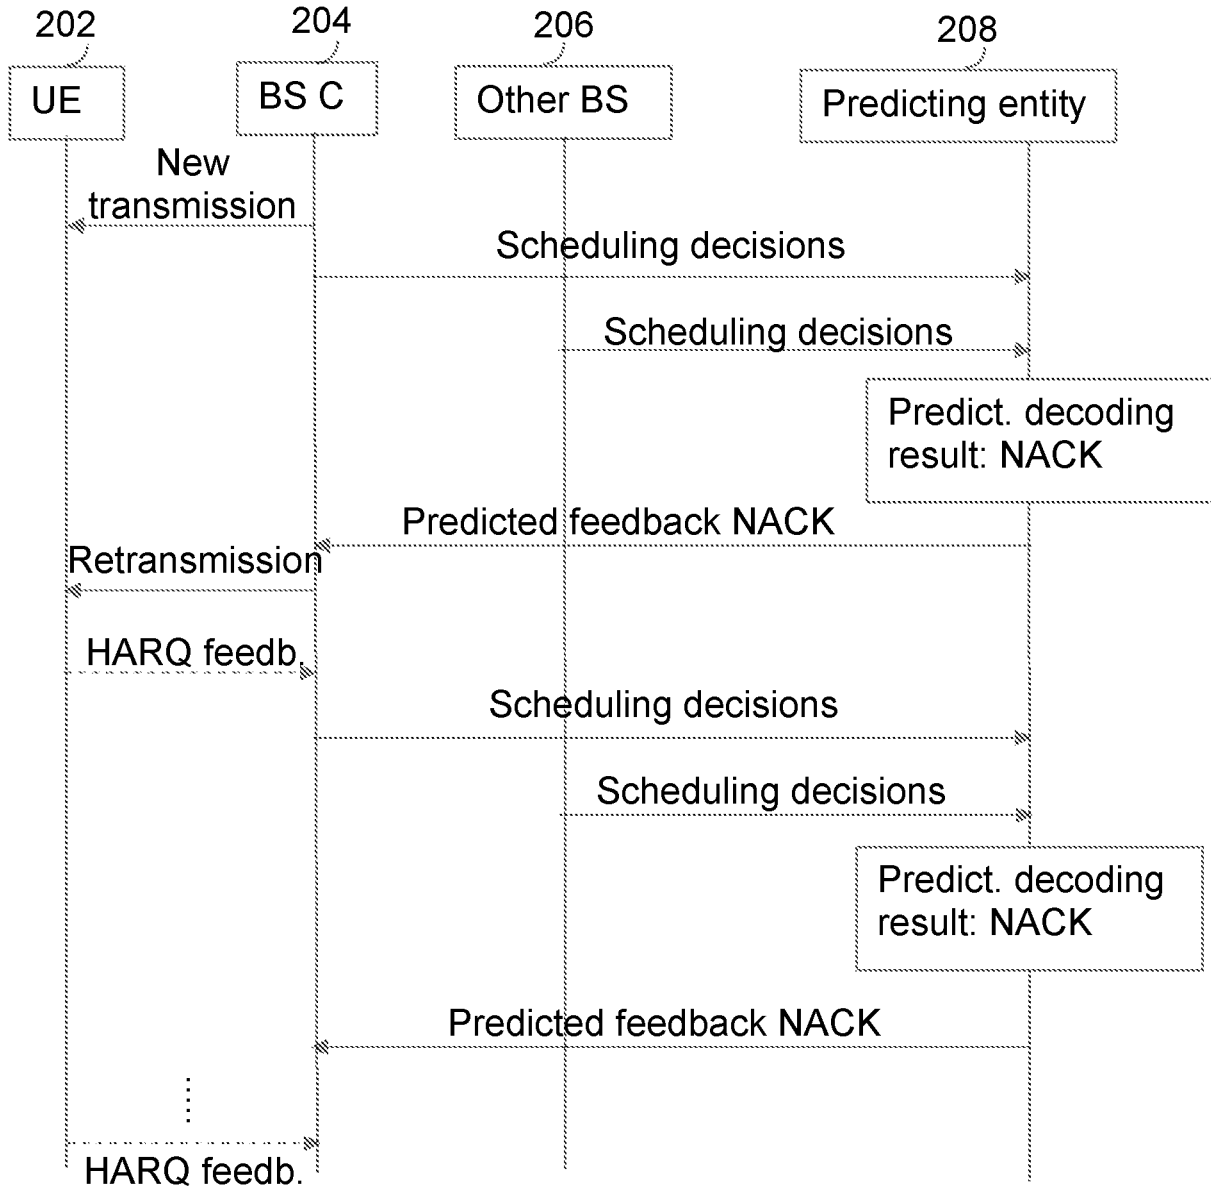 202
204
206
208
UE
BS C
Other BS
Predicting entity
New
transmission
Scheduling decisions
Scheduling decisions
Predict. decoding
result: NACK
Predicted feedback NACK
Retransmission
HARQ feedb.
Scheduling decisions
Scheduling decisions
Predict. decoding
result: NACK
Predicted feedback NACK
HARQ feedb.